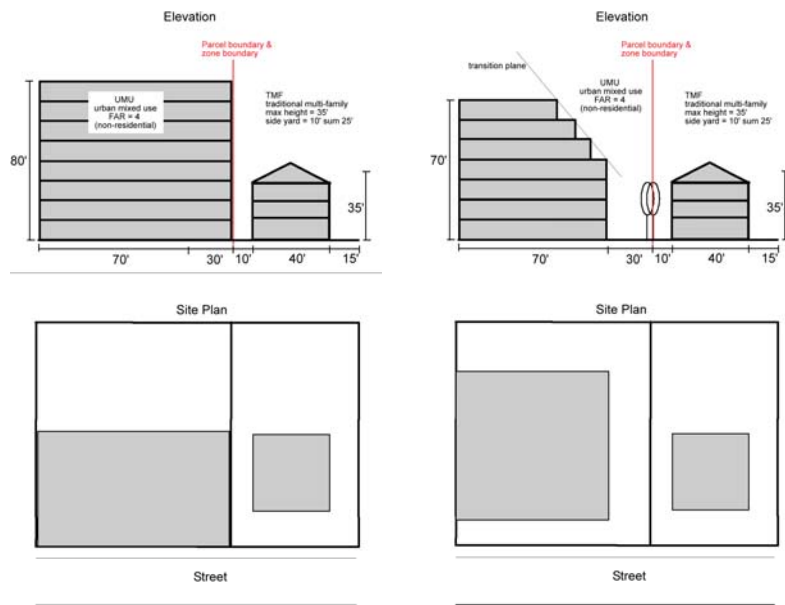 Elevation
Parcel boundary &
zone boundary
UMU
urban mixed use
FAR = 4
(non-residential)
TMF
traditional multi-family
max height = 35'
side yard = 10' sum 25'
80'
35'
70'
30'
10'
40'
15'
Site Plan
Street
Elevation
Parcel boundary &
zone boundary
transition plane
UMU
urban mixed use
FAR = 4
(non-residential)
TMF
traditional multi-family
max height = 35'
side yard = 10' sum 25'
70'
35'
70'
30'
10'
40'
15'
Site Plan
Street